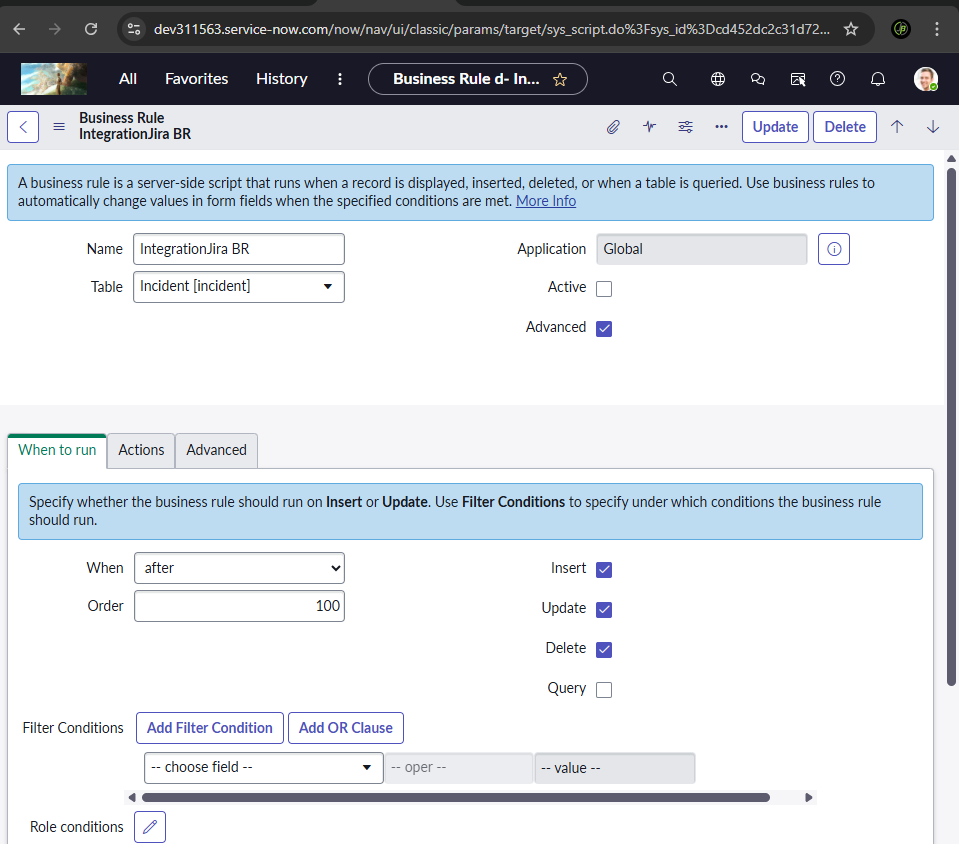 dev311563.service-now.com/now/nav/ui/classic/params/target/sys_script.do%3Fsys_id%3Dcd452dc2c31d72...
All Favorites History Business Rule d- In...
Business Rule
IntegrationJira BR
Update Delete
A business rule is a server-side script that runs when a record is displayed, inserted, deleted, or when a table is queried. Use business rules to
automatically change values in form fields when the specified conditions are met. More Info
Name IntegrationJira BR Application Global
Table Incident [incident] Active
Advanced
When to run Actions Advanced
Specify whether the business rule should run on Insert or Update. Use Filter Conditions to specify under which conditions the business rule
should run.
When after Insert
Order 100 Update
Delete
Query
Filter Conditions Add Filter Condition Add OR Clause
-- choose field -- -- oper -- -- value --
Role conditions